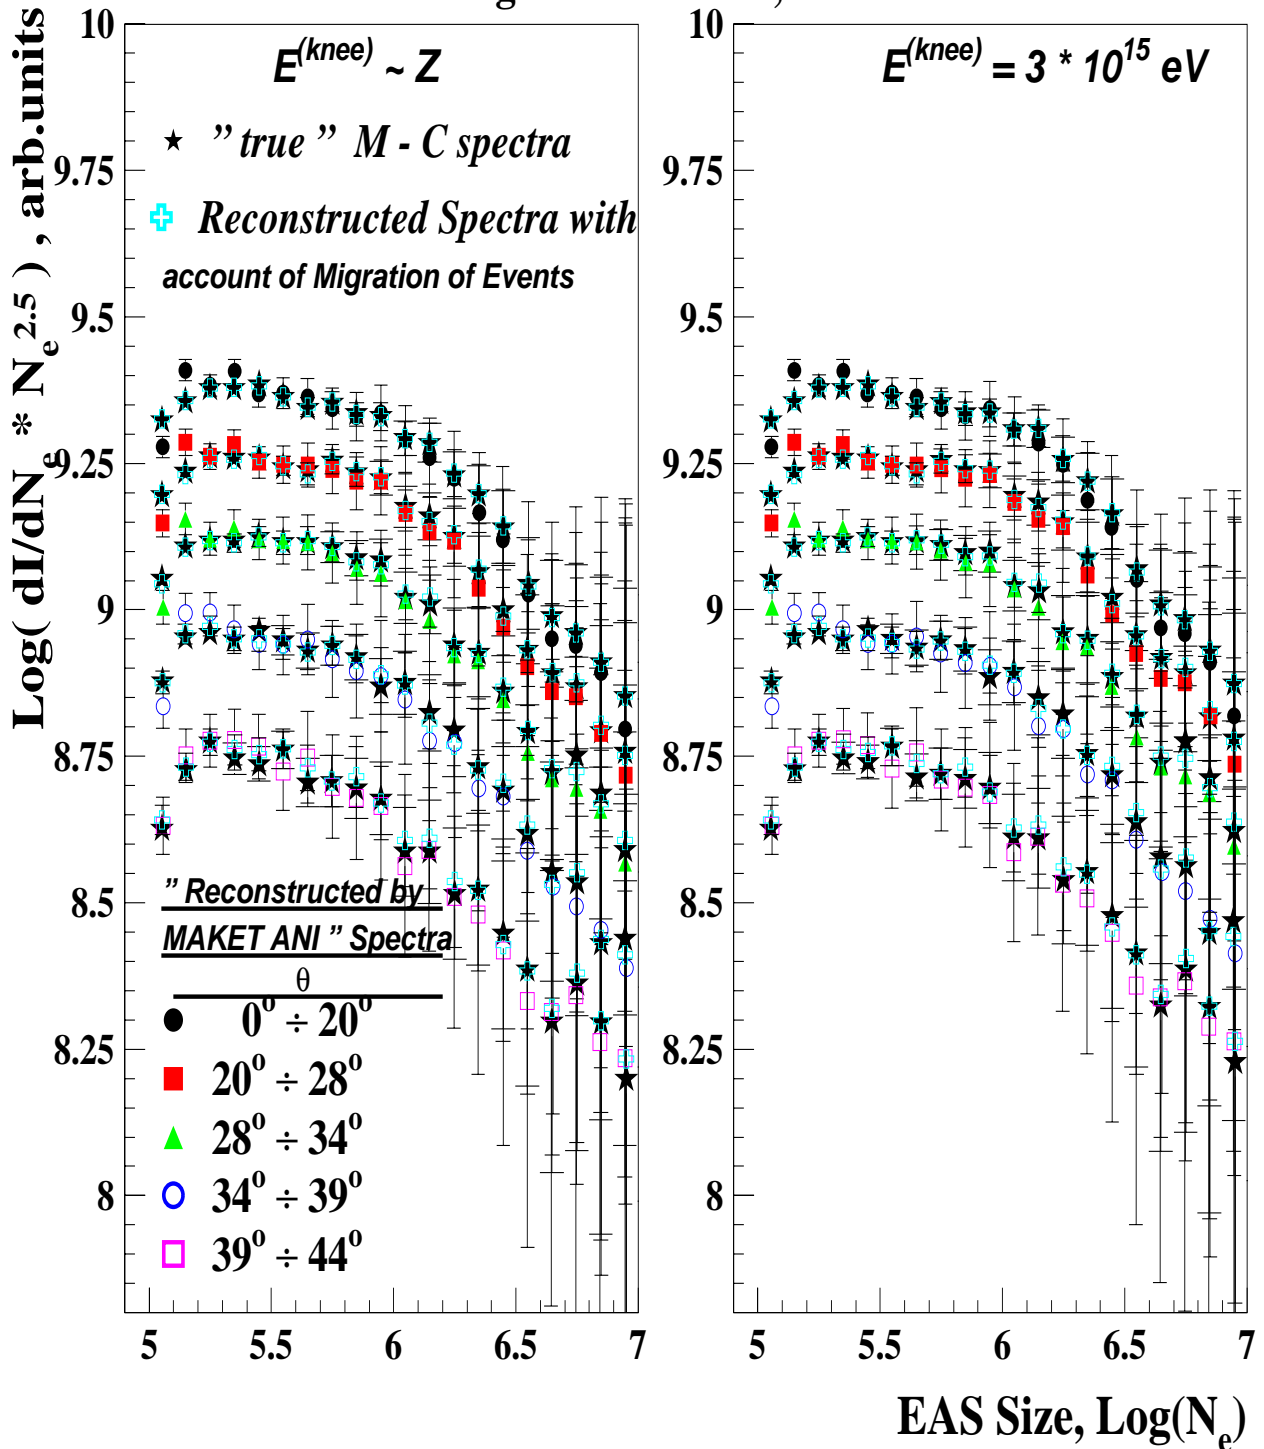 Log( dI/dNₑ * Nₑ²·⁵ ) , arb.units
10
9.75
9.5
9.25
9
8.75
8.5
8.25
8
E(knee) ~ Z
” true ” M - C spectra
Reconstructed Spectra with
account of Migration of Events
” Reconstructed by
MAKET ANI ” Spectra
θ
0° ÷ 20°
20° ÷ 28°
28° ÷ 34°
34° ÷ 39°
39° ÷ 44°
5 5.5 6 6.5 7
E(knee) = 3 * 10¹⁵ eV
10
9.75
9.5
9.25
9
8.75
8.5
8.25
8
5 5.5 6 6.5 7
EAS Size, Log(Nₑ)